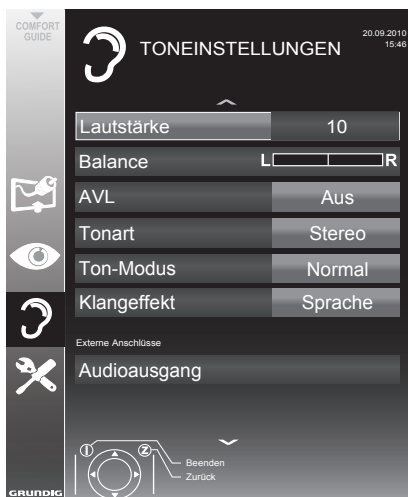 COMFORT
GUIDE
TONEINSTELLUNGEN
20.09.2010
15:46
Lautstärke 10
Balance L R
AVL Aus
Tonart Stereo
Ton-Modus Normal
Klangeffekt Sprache
Externe Anschlüsse
Audioausgang
Z
Beenden
Zurück
GRUNDIG